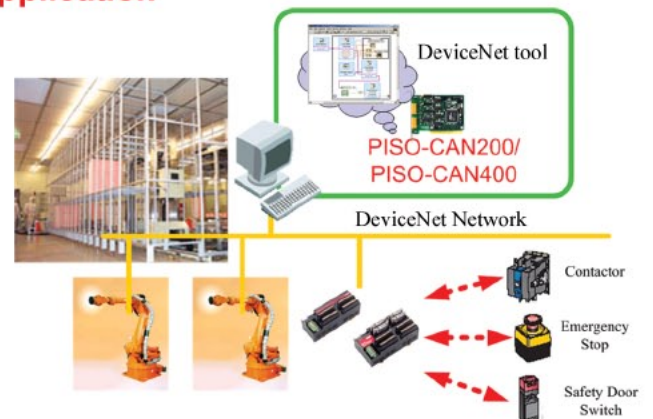 DeviceNet tool
PISO-CAN200/
PISO-CAN400
DeviceNet Network
Contactor
Emergency
Stop
Safety Door
Switch